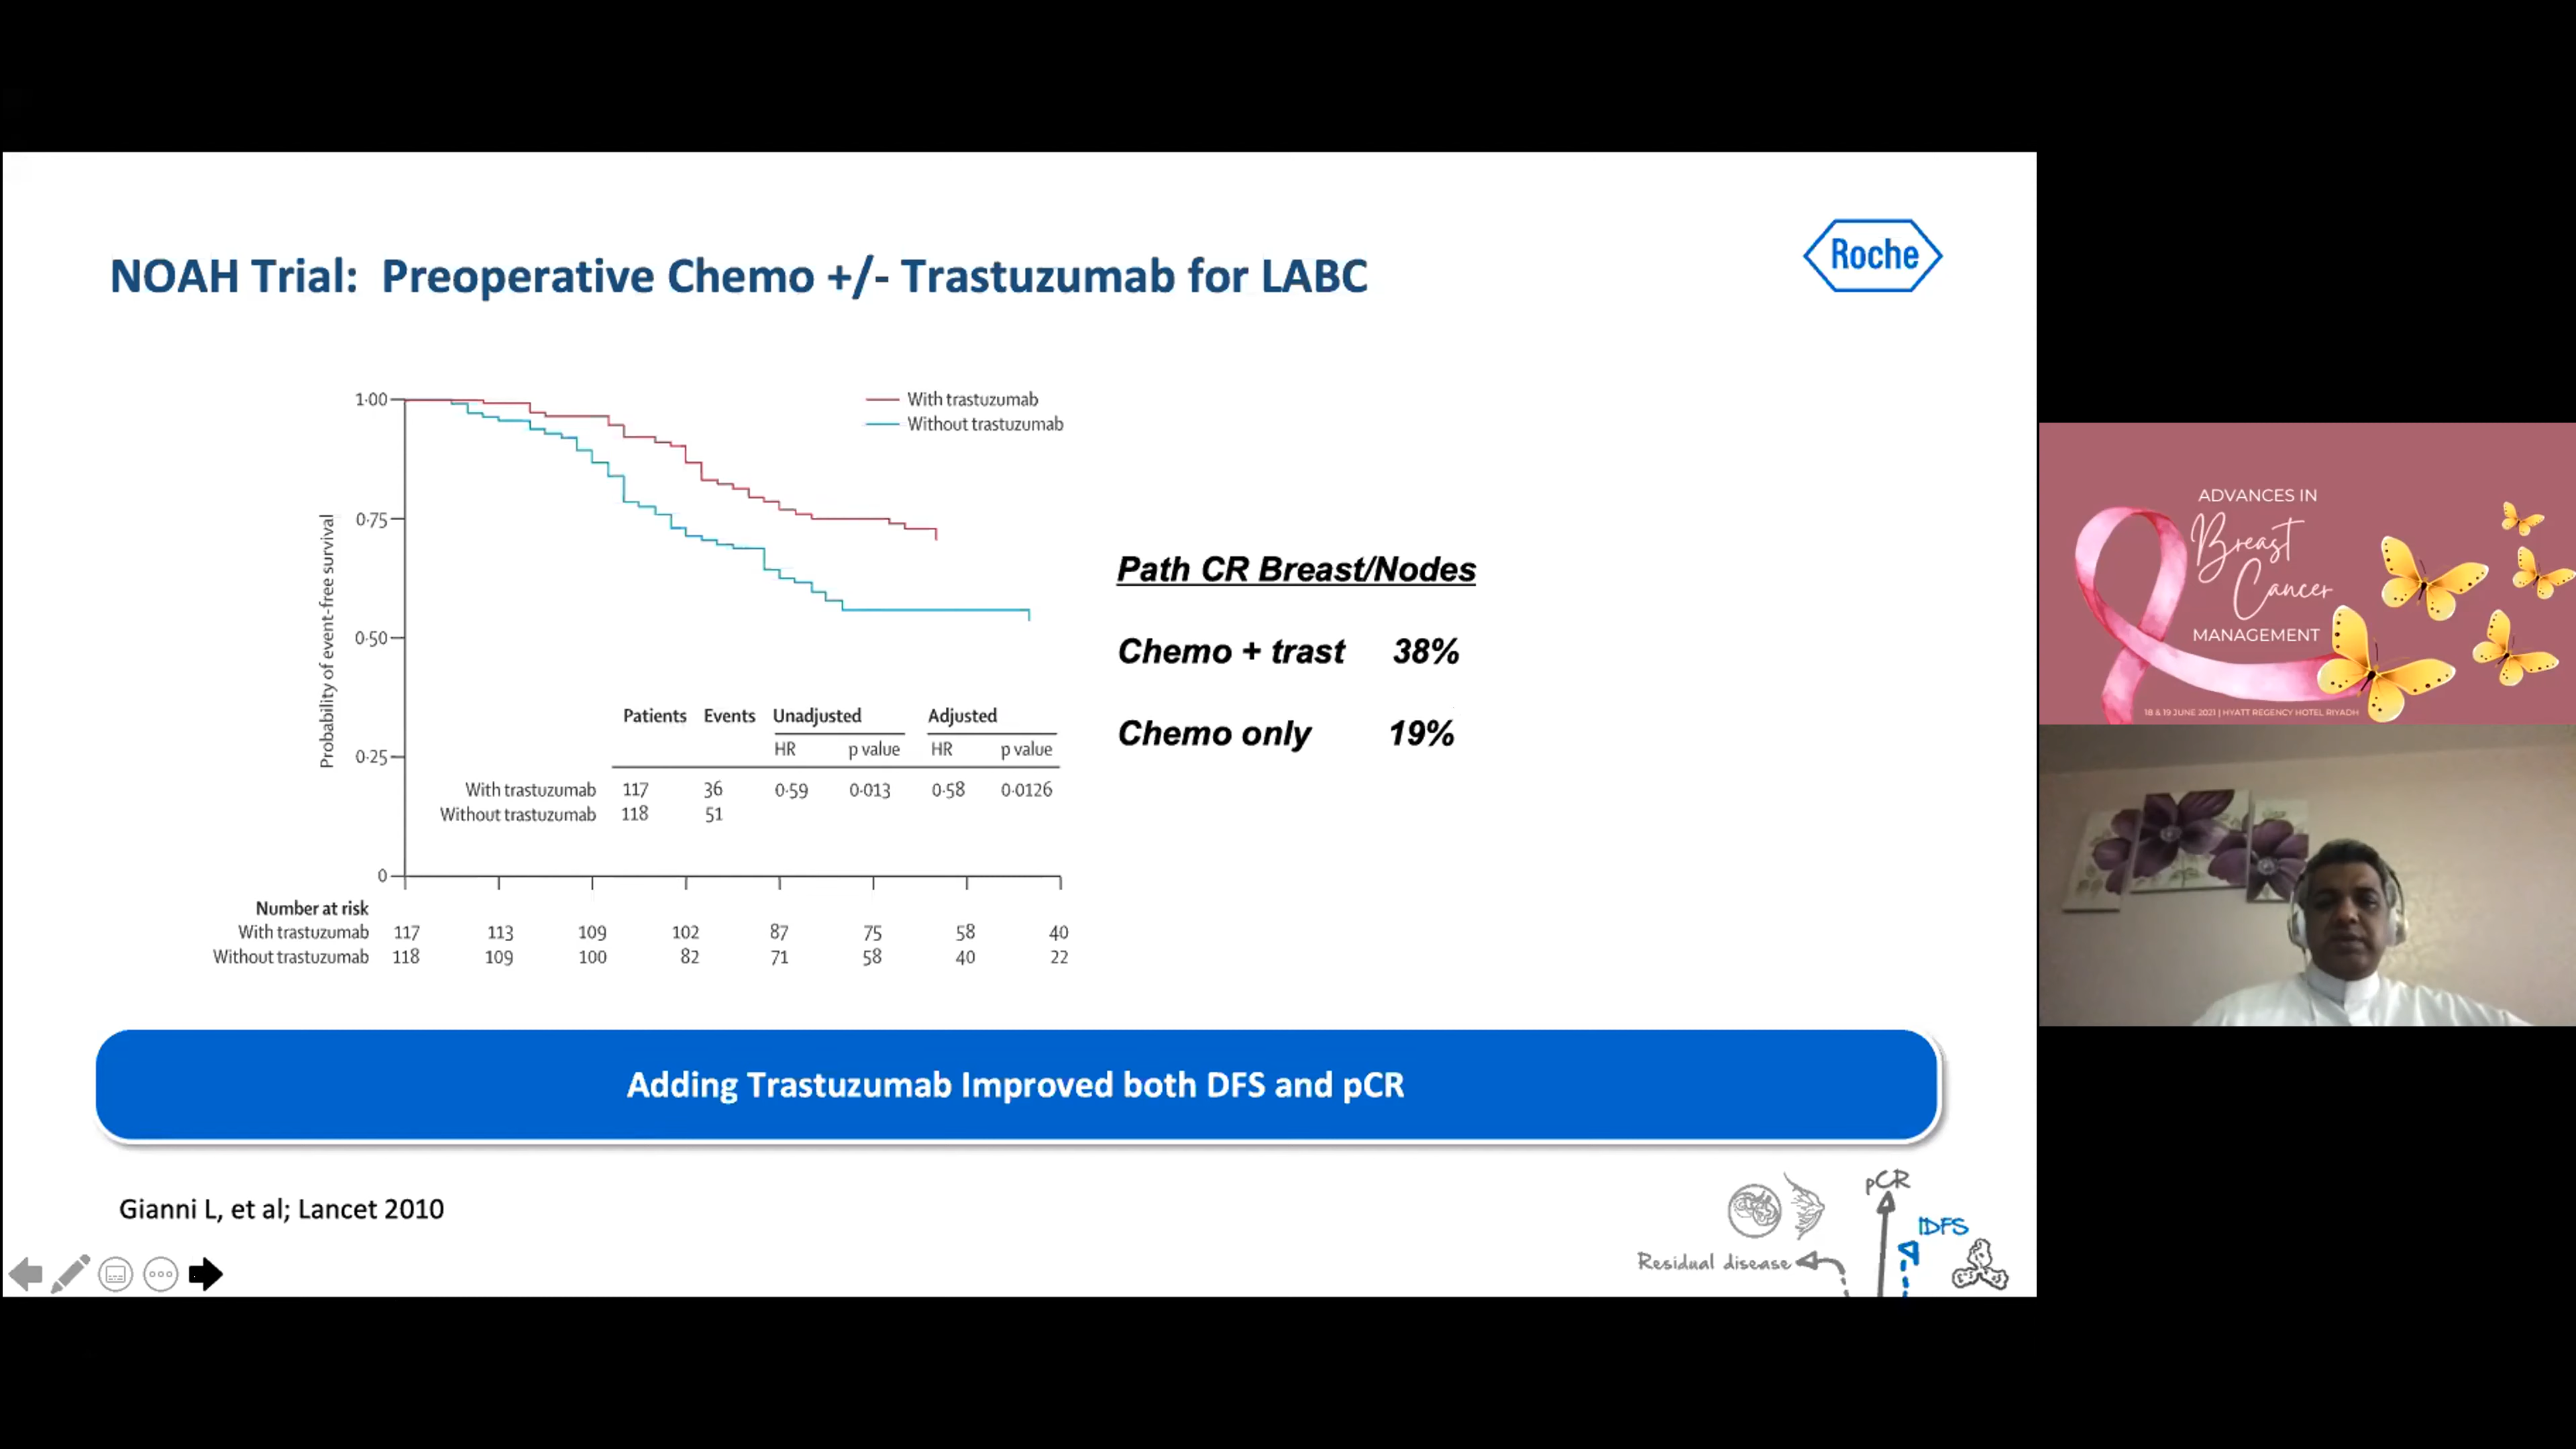 NOAH Trial: Preoperative Chemo +/- Trastuzumab for LABC
Roche
1·00
0·75
0·50
0·25
0
Probability of event-free survival
With trastuzumab
Without trastuzumab
Patients Events Unadjusted Adjusted
HR p value HR p value
With trastuzumab 117 36 0·59 0·013 0·58 0·0126
Without trastuzumab 118 51
Number at risk
With trastuzumab 117 113 109 102 87 75 58 40
Without trastuzumab 118 109 100 82 71 58 40 22
Path CR Breast/Nodes
Chemo + trast 38%
Chemo only 19%
Adding Trastuzumab Improved both DFS and pCR
Gianni L, et al; Lancet 2010
pCR
IDFS
Residual disease
ADVANCES IN
Breast
Cancer
MANAGEMENT
18 & 19 JUNE 2021 | HYATT REGENCY HOTEL RIYADH